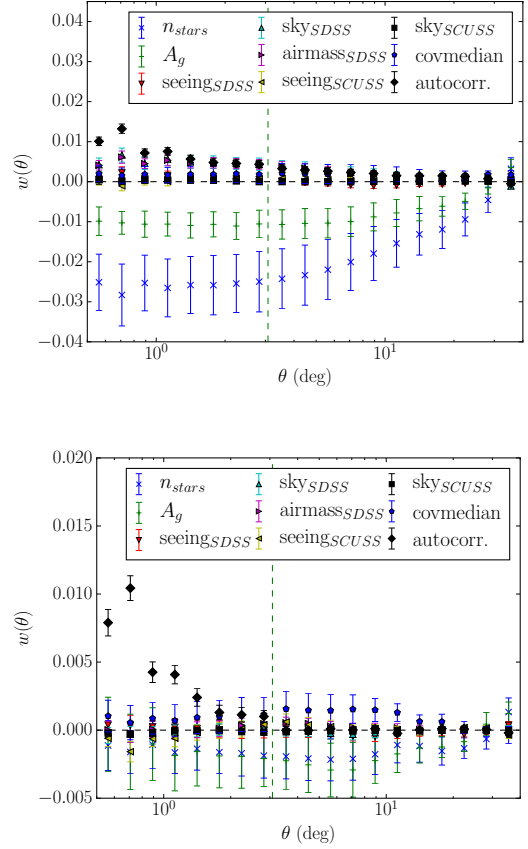 n_stars sky_SDSS sky_SCUSS
A_g airmass_SDSS covmedian
seeing_SDSS seeing_SCUSS autocorr.
0.04
0.03
0.02
0.01
0.00
−0.01
−0.02
−0.03
−0.04
w(θ)
10^0 10^1
θ (deg)
n_stars sky_SDSS sky_SCUSS
A_g airmass_SDSS covmedian
seeing_SDSS seeing_SCUSS autocorr.
0.020
0.015
0.010
0.005
0.000
−0.005
w(θ)
10^0 10^1
θ (deg)